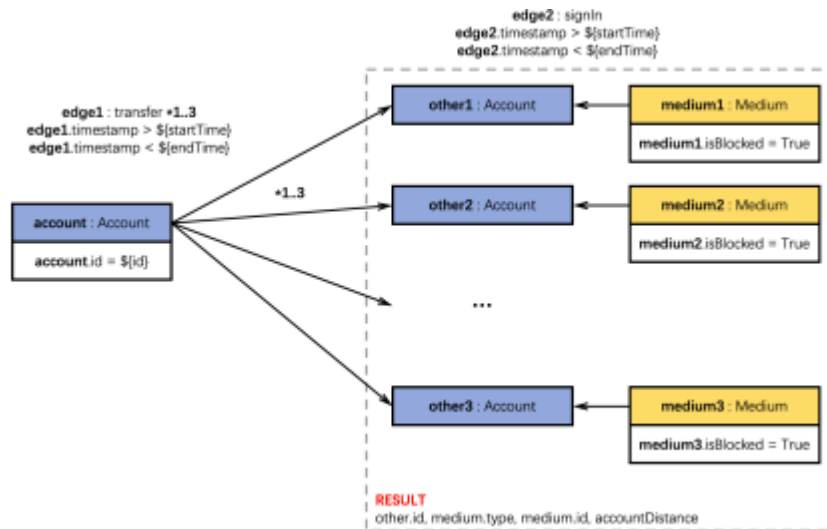 edge2 : signIn
edge2.timestamp > ${startTime}
edge2.timestamp < ${endTime}
edge1 : transfer *1..3
edge1.timestamp > ${startTime}
edge1.timestamp < ${endTime}
other1 : Account
medium1 : Medium
medium1.isBlocked = True
*1..3
other2 : Account
medium2 : Medium
medium2.isBlocked = True
account : Account
account.id = ${id}
...
other3 : Account
medium3 : Medium
medium3.isBlocked = True
RESULT
other.id, medium.type, medium.id, accountDistance